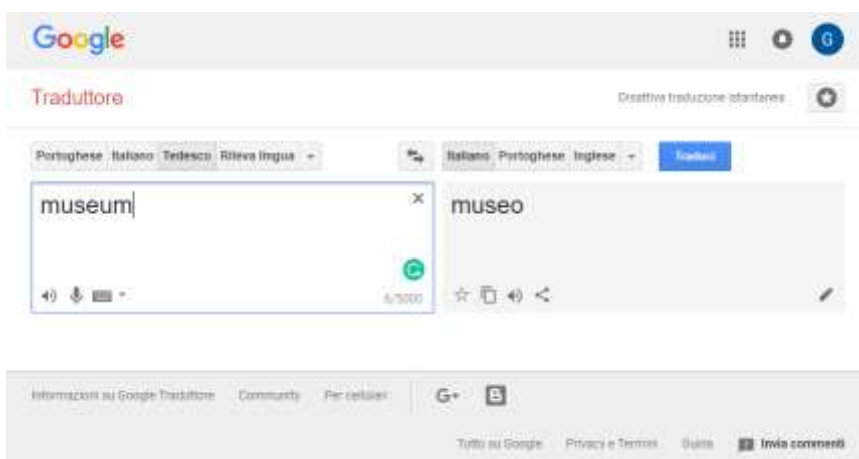 Google
G
Traduttore Disattiva traduzione istantanea
Portoghese Italiano Tedesco Rileva lingua Italiano Portoghese Inglese Traduci
museum museo
6/5000
Informazioni su Google Traduttore Community Per cellulari G+
Tutto su Google Privacy e Termini Guida Invia commenti